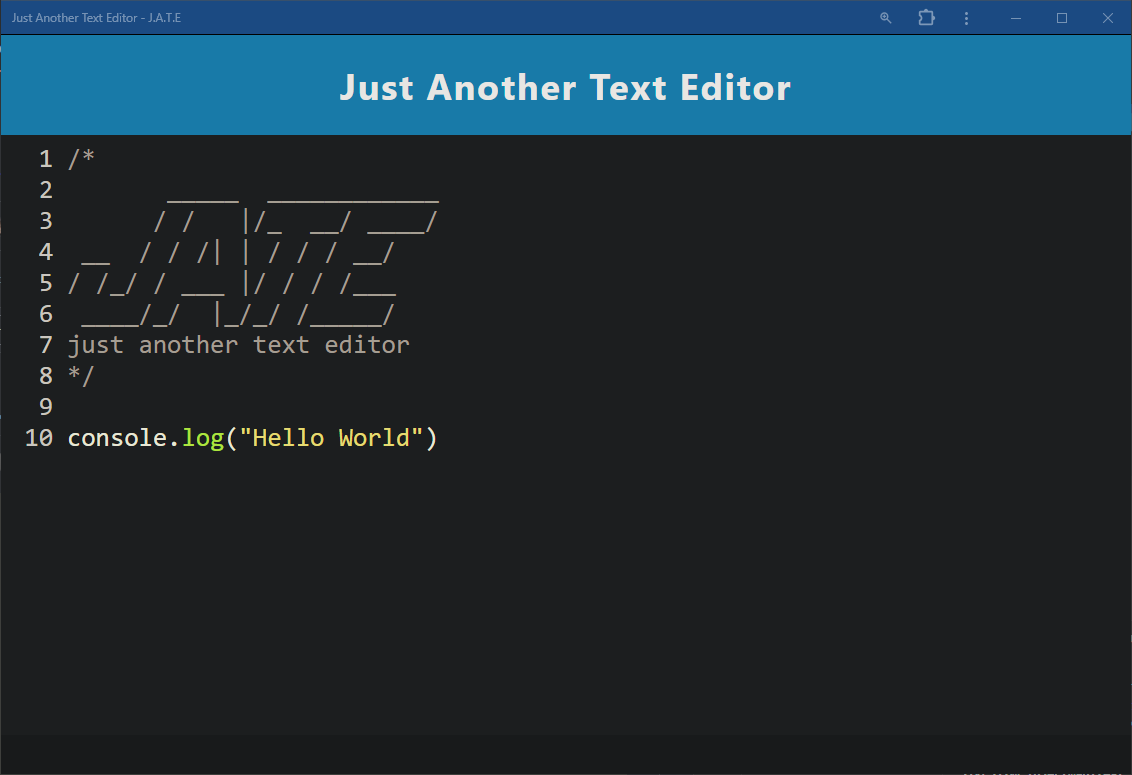 Just Another Text Editor - J.A.T.E
Just Another Text Editor
1 /*
2        _____  ____________
3       / /   |/_  __/ ____/
4  __  / / /| | / / / __/
5 / /_/ / ___ |/ / / /___
6  ____/_/  |_/_/ /_____/
7 just another text editor
8 */
9
10 console.log("Hello World")